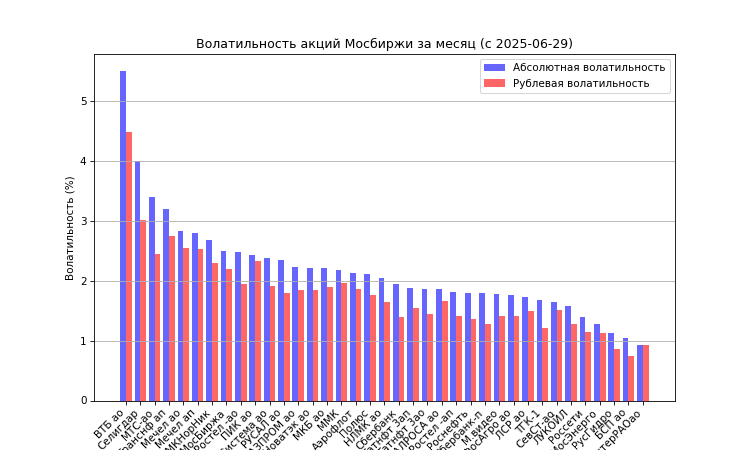 Волатильность акций Мосбиржи за месяц (с 2025-06-29)
Абсолютная волатильность
Рублевая волатильность
Волатильность (%)
5
4
3
2
1
0
ВТБ ао
Селигдар
МТС-ао
Транснф ап
Мечел ао
Мечел ап
ГМКНорНик
МосБиржа
Ростел -ао
ПИК ао
Система ао
РУСАЛ ао
ГАЗПРОМ ао
Новатэк ао
МКБ ао
ММК
Аэрофлот
Полюс
НЛМК ао
Сбербанк
Татнфт 3ап
Татнфт 3ао
АЛРОСА ао
Ростел -ап
Роснефть
Сбербанк-п
М.видео
РосАгро ао
ЛСР ао
ТГК-1
СевСт-ао
ЛУКОЙЛ
Россети
МосЭнерго
РусГидро
БСП ао
ИнтерРАОао